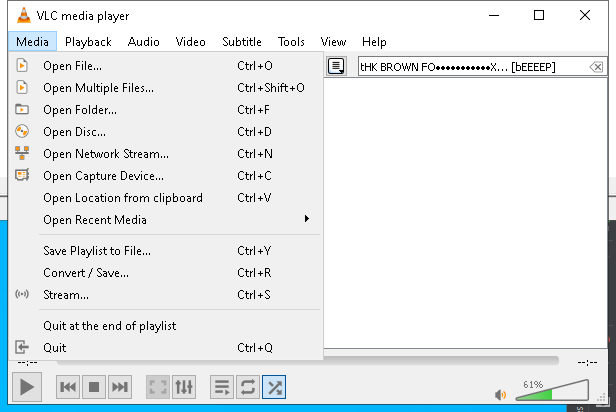 VLC media player
Media Playback Audio Video Subtitle Tools View Help
tHK BROWN FO●●●●●●●●●●●X... [bEEEEP]
Open File... Ctrl+O
Open Multiple Files... Ctrl+Shift+O
Open Folder... Ctrl+F
Open Disc... Ctrl+D
Open Network Stream... Ctrl+N
Open Capture Device... Ctrl+C
Open Location from clipboard Ctrl+V
Open Recent Media
Save Playlist to File... Ctrl+Y
Convert / Save... Ctrl+R
Stream... Ctrl+S
Quit at the end of playlist
Quit Ctrl+Q
--:-- --:--
61%